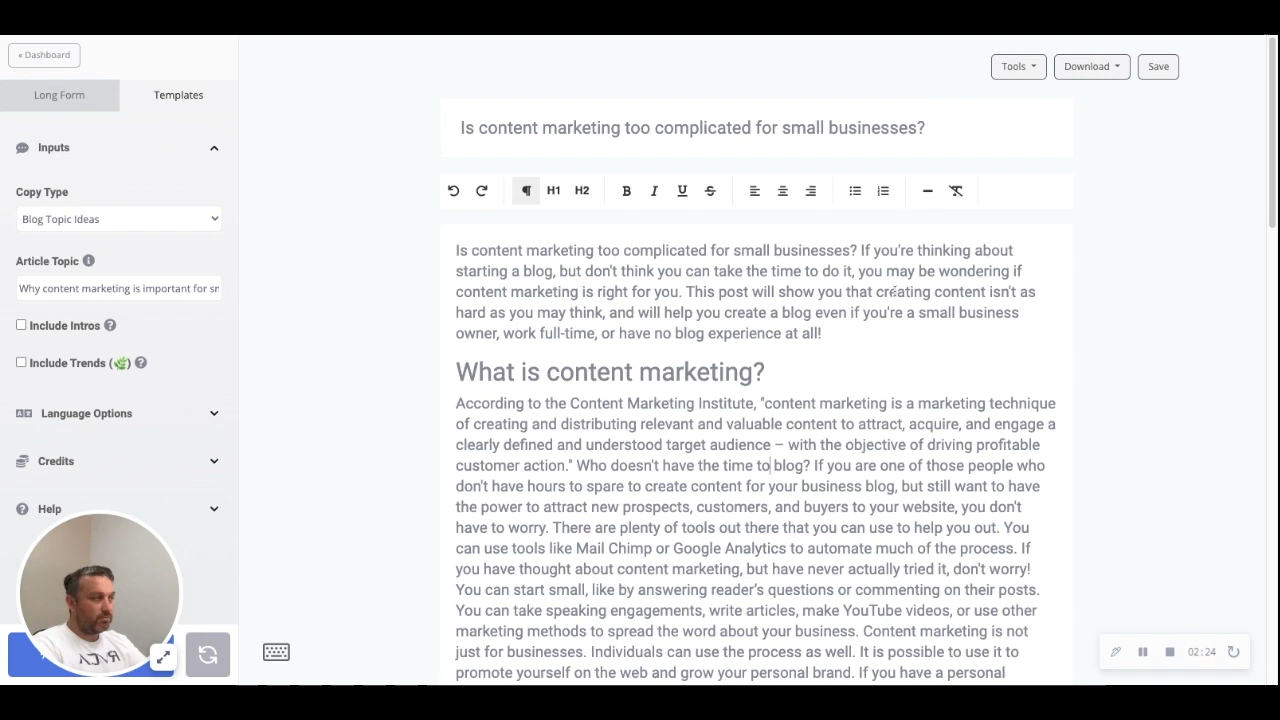 « Dashboard
Long Form
Templates
Inputs
Copy Type
Blog Topic Ideas
Article Topic
Why content marketing is important for sr
Include Intros
Include Trends ( )
Language Options
Credits
Help
Tools
Download
Save
Is content marketing too complicated for small businesses?
H1 H2 B I U S
Is content marketing too complicated for small businesses? If you're thinking about
starting a blog, but don't think you can take the time to do it, you may be wondering if
content marketing is right for you. This post will show you that creating content isn't as
hard as you may think, and will help you create a blog even if you're a small business
owner, work full-time, or have no blog experience at all!
What is content marketing?
According to the Content Marketing Institute, "content marketing is a marketing technique
of creating and distributing relevant and valuable content to attract, acquire, and engage a
clearly defined and understood target audience – with the objective of driving profitable
customer action." Who doesn't have the time to blog? If you are one of those people who
don't have hours to spare to create content for your business blog, but still want to have
the power to attract new prospects, customers, and buyers to your website, you don't
have to worry. There are plenty of tools out there that you can use to help you out. You
can use tools like Mail Chimp or Google Analytics to automate much of the process. If
you have thought about content marketing, but have never actually tried it, don't worry!
You can start small, like by answering reader's questions or commenting on their posts.
You can take speaking engagements, write articles, make YouTube videos, or use other
marketing methods to spread the word about your business. Content marketing is not
just for businesses. Individuals can use the process as well. It is possible to use it to
promote yourself on the web and grow your personal brand. If you have a personal
02:24